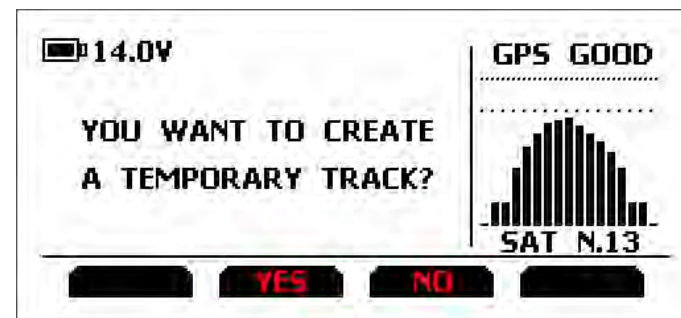 14.0V
GPS GOOD
YOU WANT TO CREATE
A TEMPORARY TRACK?
SAT N.13
YES NO